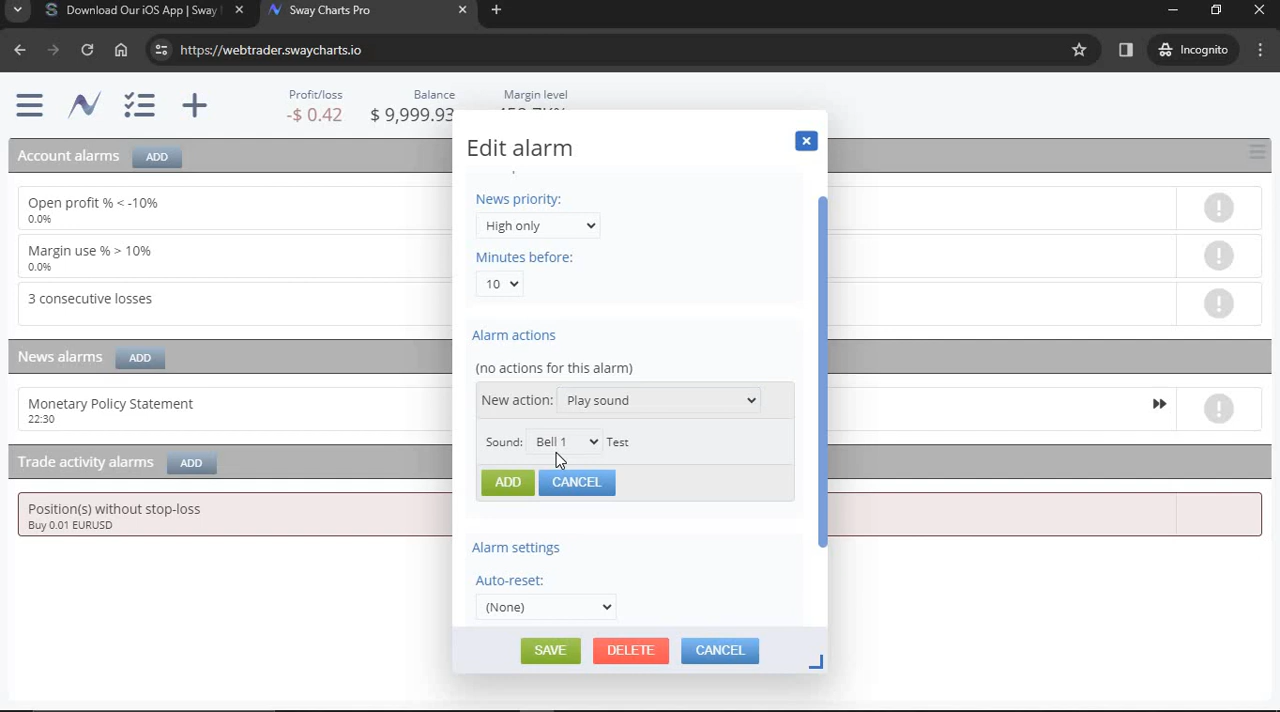 Download Our iOS App | Sway
Sway Charts Pro
https://webtrader.swaycharts.io
Incognito
Profit/loss
-$ 0.42
Balance
$ 9,999.93
Margin level
Account alarms
ADD
Open profit % < -10%
0.0%
Margin use % > 10%
0.0%
3 consecutive losses
News alarms
ADD
Monetary Policy Statement
22:30
Trade activity alarms
ADD
Position(s) without stop-loss
Buy 0.01 EURUSD
Edit alarm
News priority:
High only
Minutes before:
10
Alarm actions
(no actions for this alarm)
New action: Play sound
Sound: Bell 1 Test
ADD CANCEL
Alarm settings
Auto-reset:
(None)
SAVE DELETE CANCEL